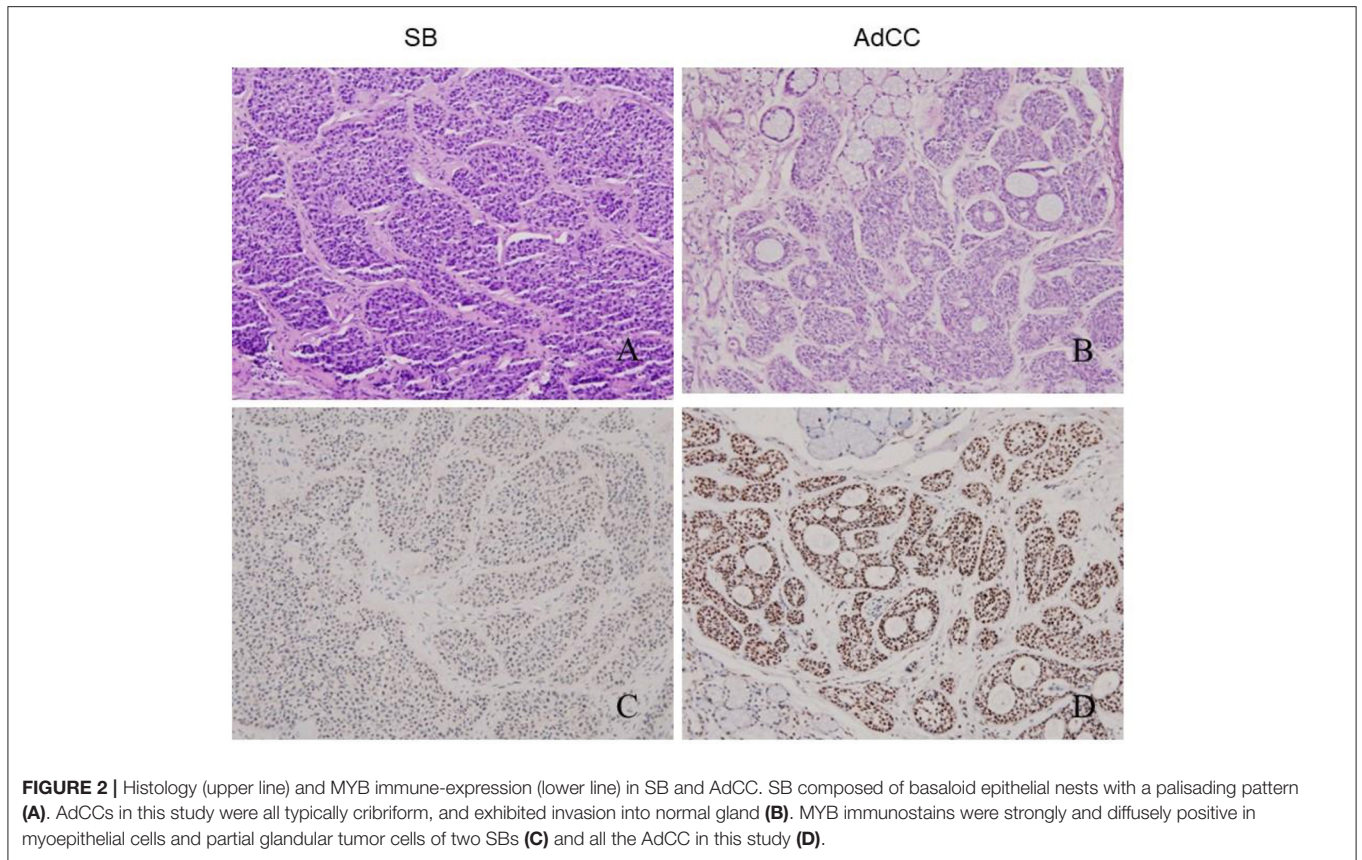 SB AdCC
A B
C D
FIGURE 2 | Histology (upper line) and MYB immune-expression (lower line) in SB and AdCC. SB composed of basaloid epithelial nests with a palisading pattern
(A). AdCCs in this study were all typically cribriform, and exhibited invasion into normal gland (B). MYB immunostains were strongly and diffusely positive in
myoepithelial cells and partial glandular tumor cells of two SBs (C) and all the AdCC in this study (D).